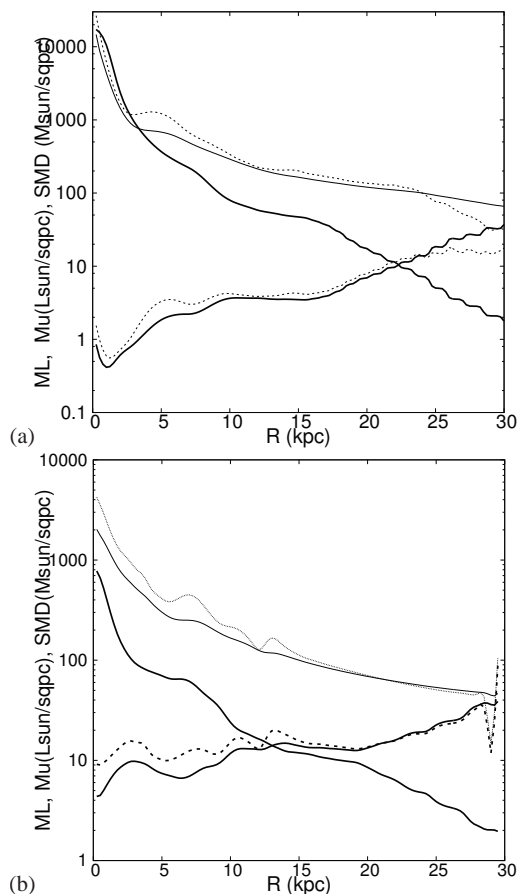 10000
1000
100
10
1
0.1
ML, Mu(Lsun/sqpc), SMD (Msun/sqpc)
0 5 10 15 20 25 30
(a) R (kpc)
10000
1000
100
10
1
ML, Mu(Lsun/sqpc), SMD(Msun/sqpc)
0 5 10 15 20 25 30
(b) R (kpc)